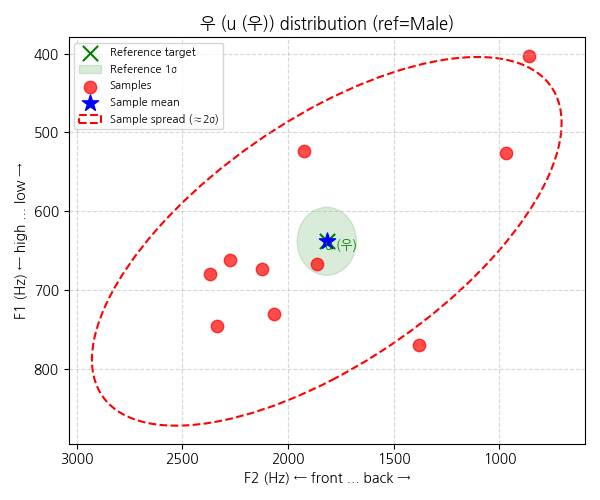 우 (u (우)) distribution (ref=Male)
Reference target
Reference 1σ
Samples
Sample mean
Sample spread (≈2σ)
400
500
600
700
800
F1 (Hz) ← high … low →
(우)
3000
2500
2000
1500
1000
F2 (Hz) ← front … back →